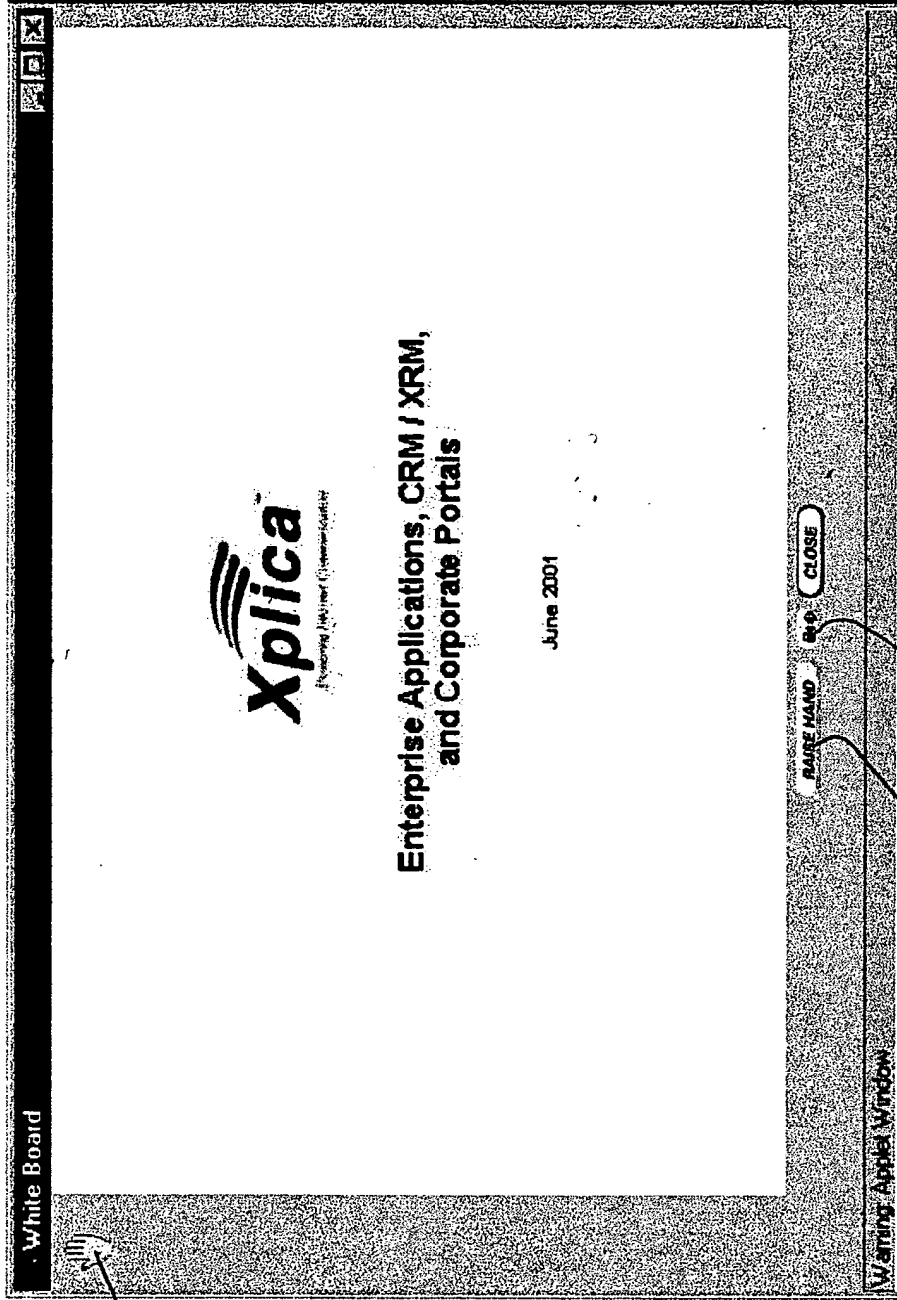 White Board
Xplica
Enterprise Applications, CRM / XRM,
and Corporate Portals
June 2001
RAISE HAND
CLOSE
Warning: Applet Window